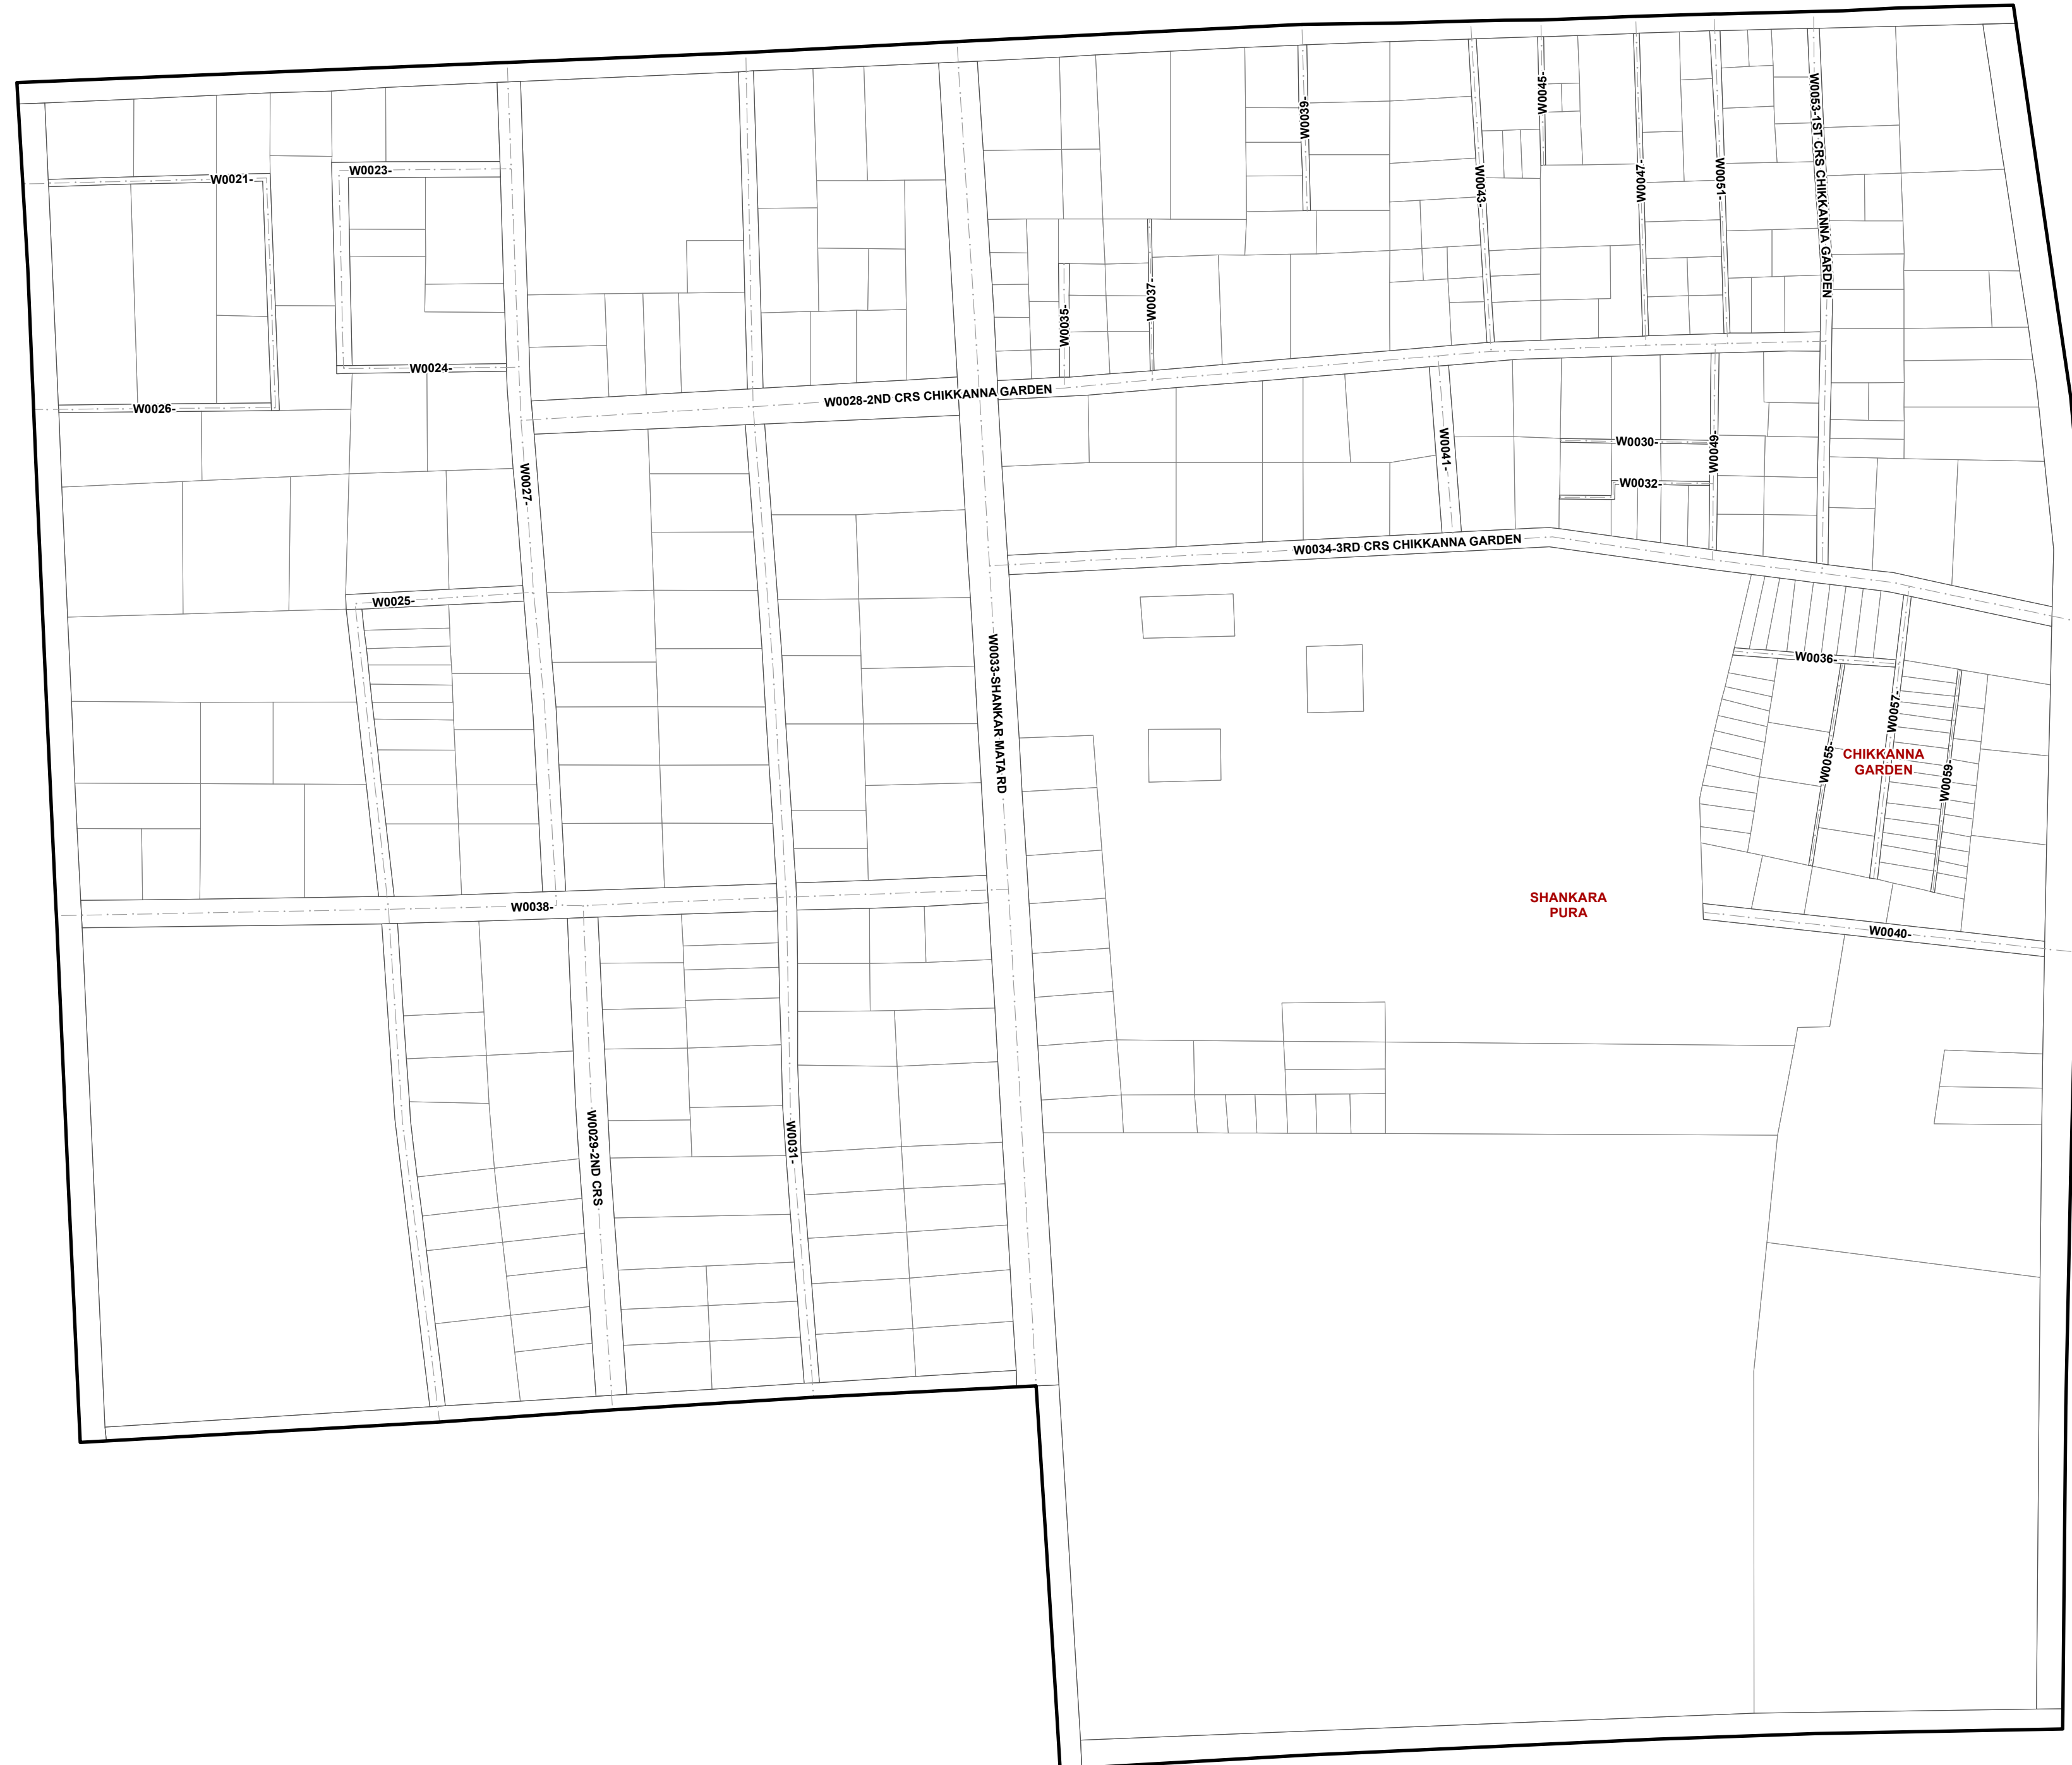 W0021-
W0023-
W0024-
W0026-
W0027-
W0025-
W0028-2ND CRS CHIKKANNA GARDEN
W0033-SHANKAR MATA RD
W0035-
W0037-
W0039-
W0043-
W0045-
W0047-
W0051-
W0053-1ST CRS CHIKKANNA GARDEN
W0041-
W0030-
W0032-
W0049-
W0034-3RD CRS CHIKKANNA GARDEN
W0036-
W0057-
W0055-
W0059-
CHIKKANNA
GARDEN
SHANKARA
PURA
W0040-
W0038-
W0029-2ND CRS
W0031-